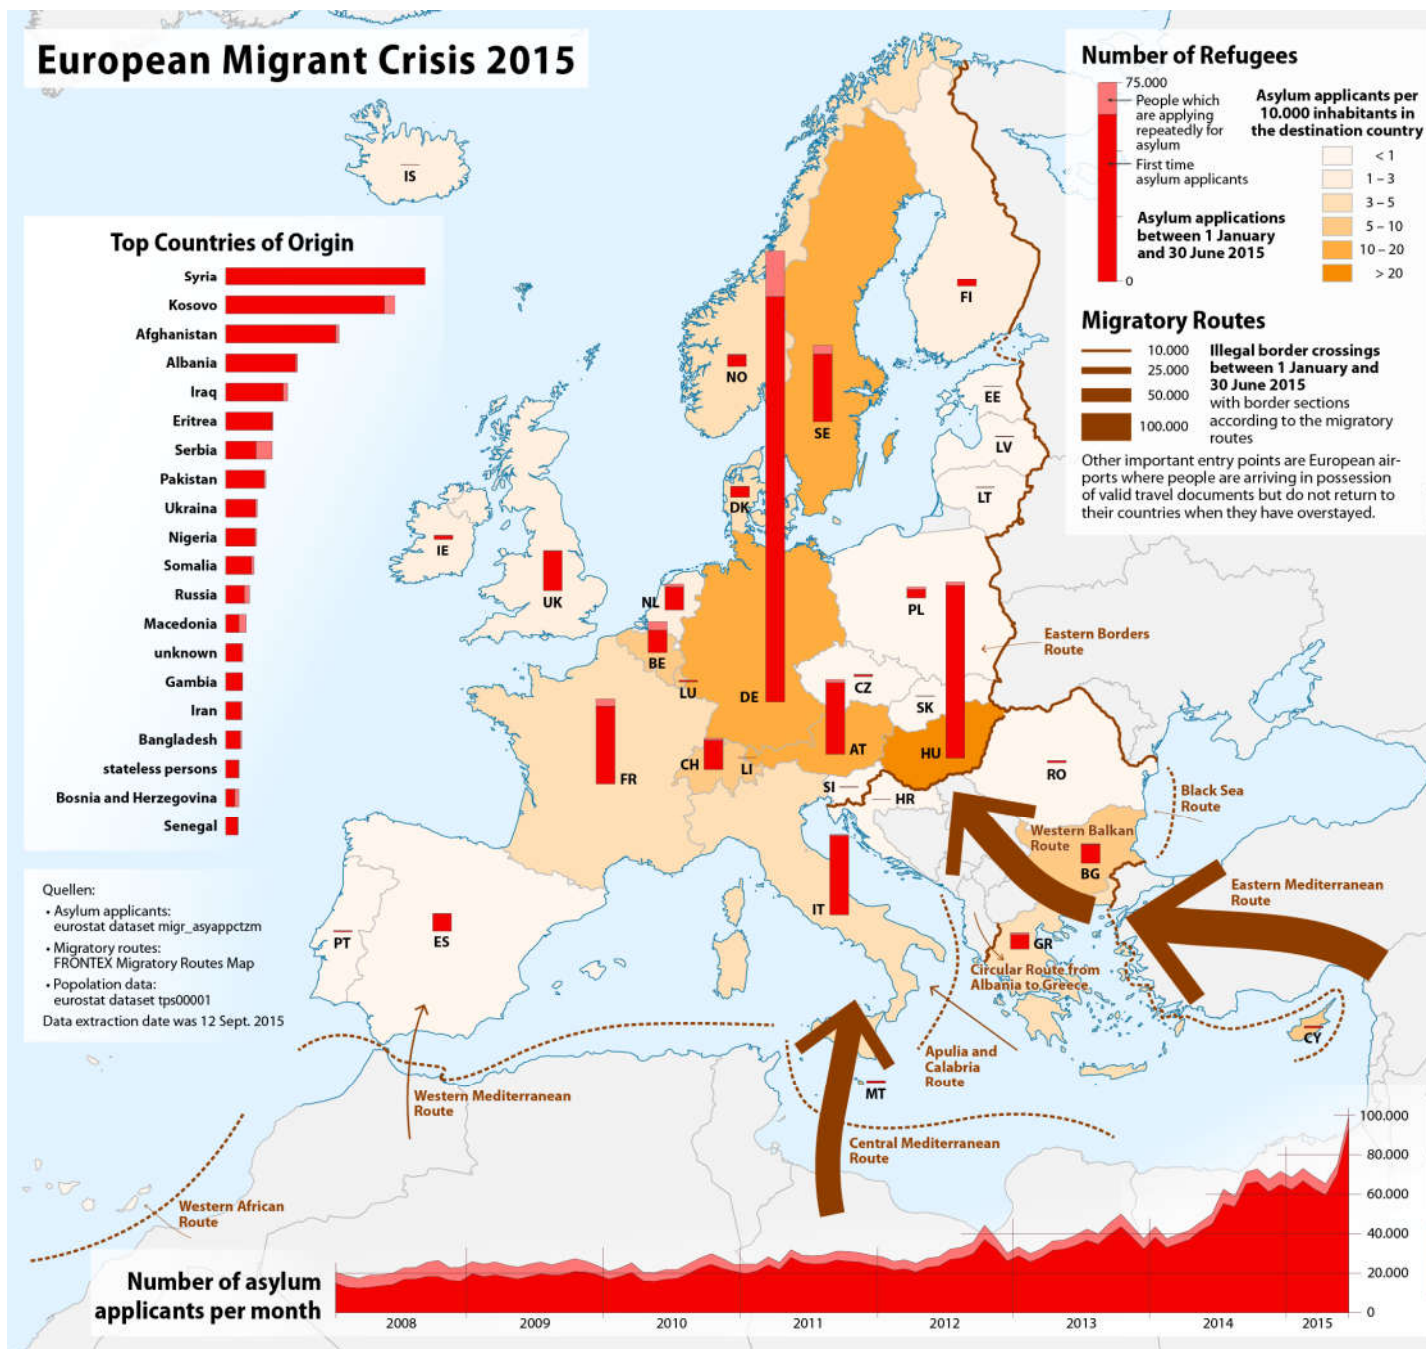 European Migrant Crisis 2015
Number of Refugees
75.000
People which
are applying
repeatedly for
asylum
First time
asylum applicants
Asylum applications
between 1 January
and 30 June 2015
0
Asylum applicants per
10.000 inhabitants in
the destination country
< 1
1 – 3
3 – 5
5 – 10
10 – 20
> 20
Migratory Routes
10.000
25.000
50.000
100.000
Illegal border crossings
between 1 January and
30 June 2015
with border sections
according to the migratory
routes
Other important entry points are European air-
ports where people are arriving in possession
of valid travel documents but do not return to
their countries when they have overstayed.
Top Countries of Origin
Syria
Kosovo
Afghanistan
Albania
Iraq
Eritrea
Serbia
Pakistan
Ukraina
Nigeria
Somalia
Russia
Macedonia
unknown
Gambia
Iran
Bangladesh
stateless persons
Bosnia and Herzegovina
Senegal
Quellen:
• Asylum applicants:
eurostat dataset migr_asyappctzm
• Migratory routes:
FRONTEX Migratory Routes Map
• Popolation data:
eurostat dataset tps00001
Data extraction date was 12 Sept. 2015
IS
FI
NO
SE
EE
LV
LT
DK
IE
UK
NL
BE
LU
DE
PL
CZ
SK
AT
HU
CH
LI
FR
SI
HR
RO
BG
IT
GR
PT
ES
MT
CY
Eastern Borders
Route
Black Sea
Route
Western Balkan
Route
Eastern Mediterranean
Route
Circular Route from
Albania to Greece
Apulia and
Calabria
Route
Western Mediterranean
Route
Central Mediterranean
Route
Western African
Route
Number of asylum
applicants per month
100.000
80.000
60.000
40.000
20.000
0
2008
2009
2010
2011
2012
2013
2014
2015